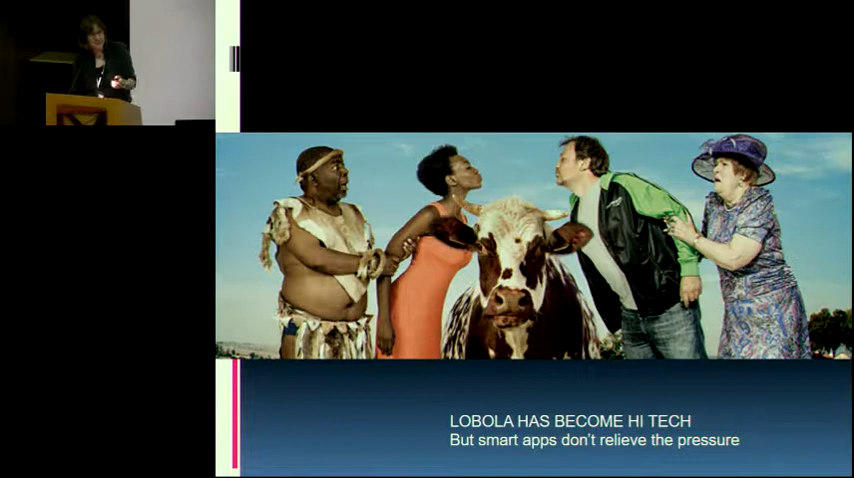 LOBOLA HAS BECOME HI TECH
But smart apps don't relieve the pressure